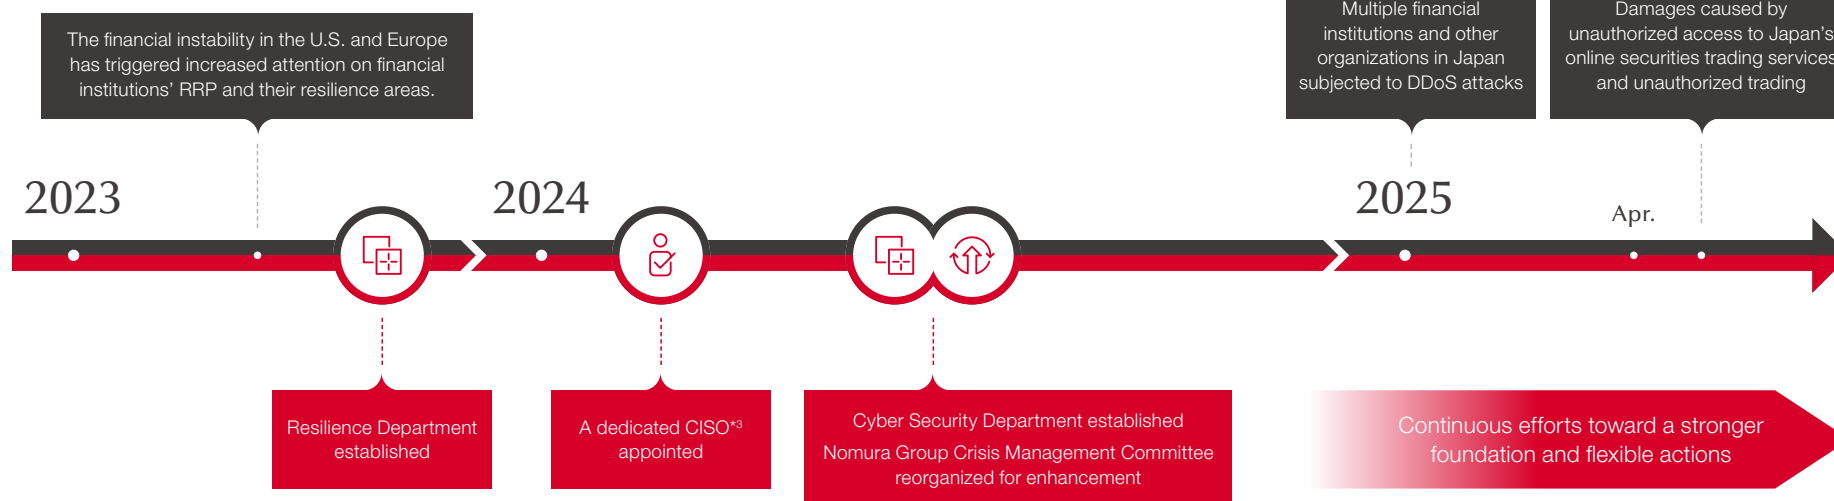 The financial instability in the U.S. and Europe
has triggered increased attention on financial
institutions' RRP and their resilience areas.
Multiple financial
institutions and other
organizations in Japan
subjected to DDoS attacks
Damages caused by
unauthorized access to Japan's
online securities trading services
and unauthorized trading
2023
2024
2025
Apr.
Resilience Department
established
A dedicated CISO*3
appointed
Cyber Security Department established
Nomura Group Crisis Management Committee
reorganized for enhancement
Continuous efforts toward a stronger
foundation and flexible actions